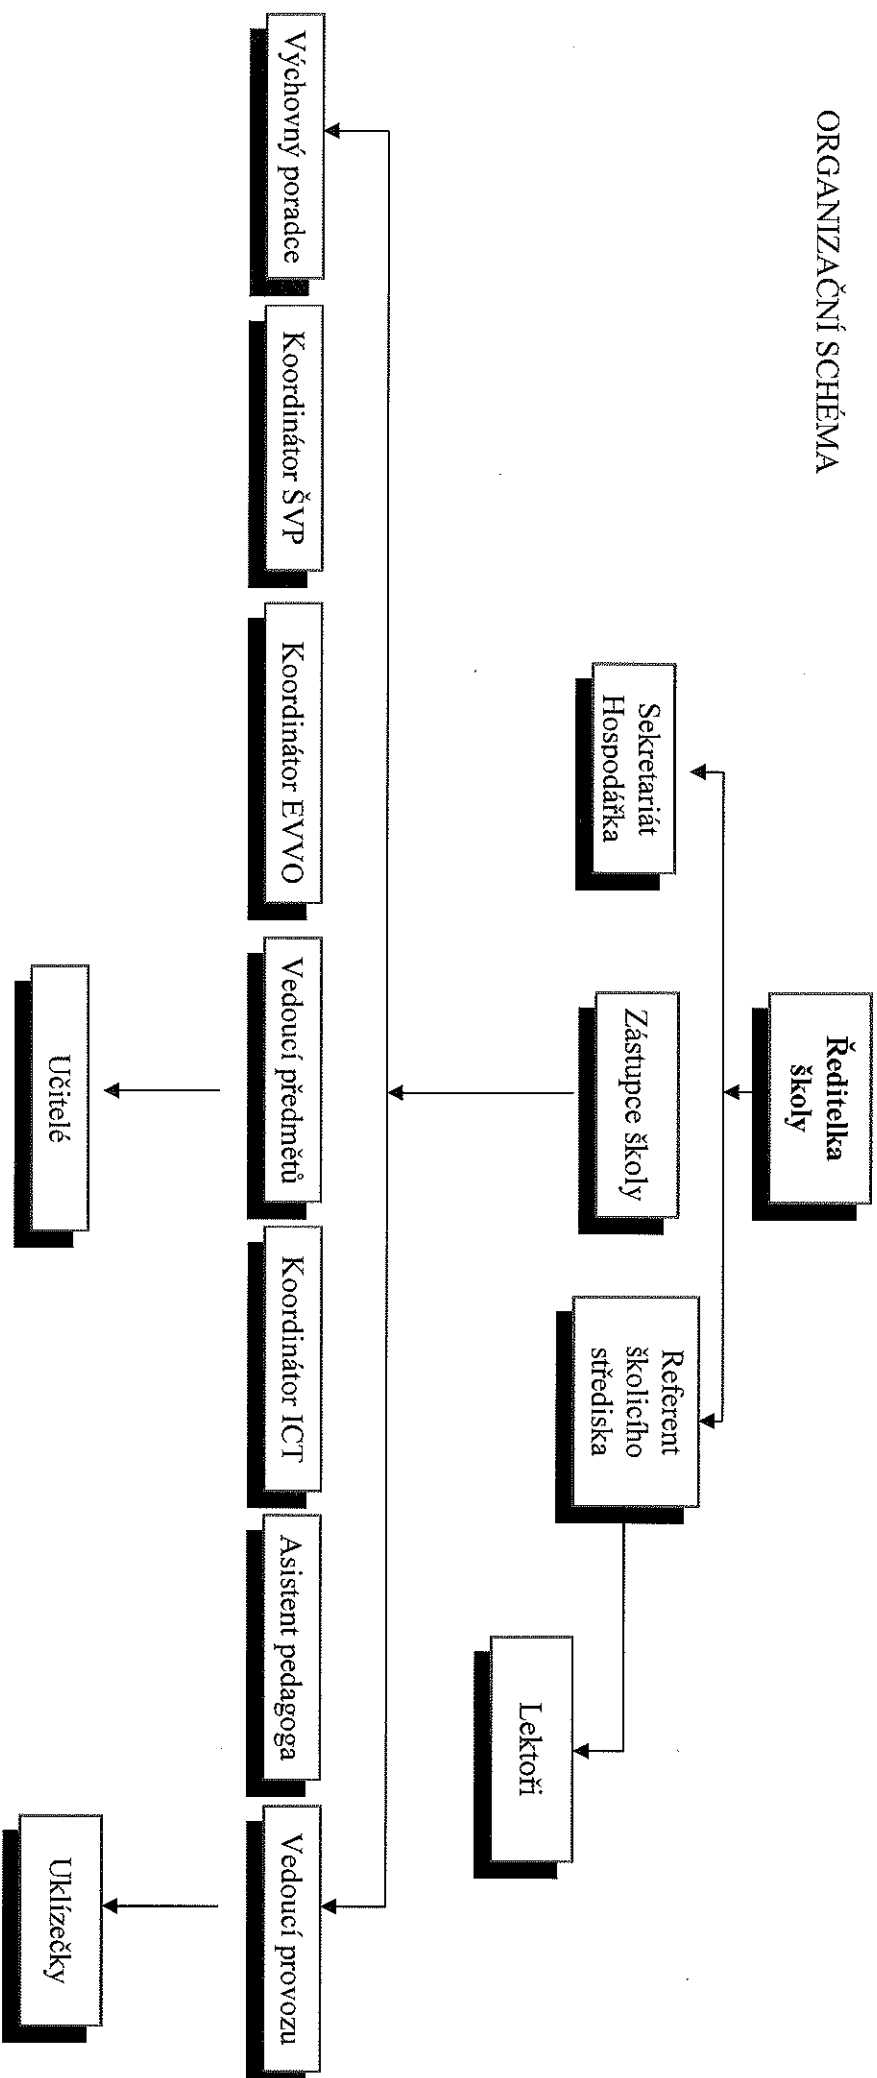 ORGANIZAČNÍ SCHÉMA
Ředitelka
školy
Sekretariát
Hospodářka
Zástupce školy
Referent
školicího
střediska
Lektoři
Výchovný poradce
Koordinátor ŠVP
Koordinátor EVVO
Vedoucí předmětů
Koordinátor ICT
Asistent pedagoga
Vedoucí provozu
Učitelé
Uklízečky